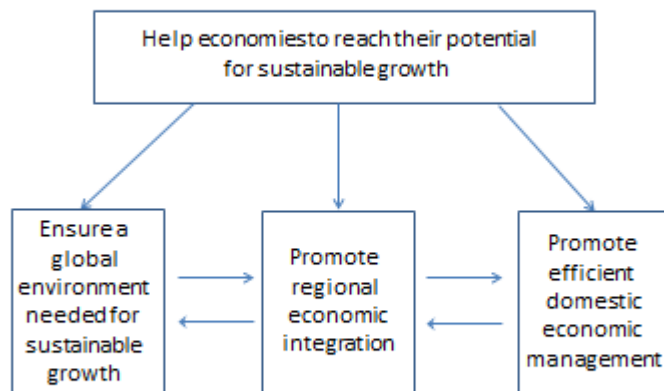 Help economiesto reach their potential
for sustainable growth
Ensure a
global
environment
needed for
sustainable
growth
Promote
regional
economic
integration
Promote
efficient
domestic
economic
management